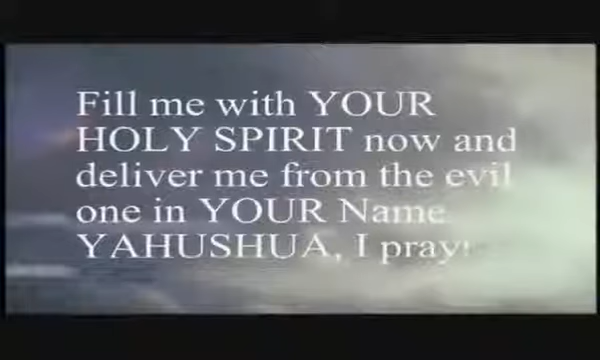 Fill me with YOUR
HOLY SPIRIT now and
deliver me from the evil
one in YOUR Name
YAHUSHUA, I pray